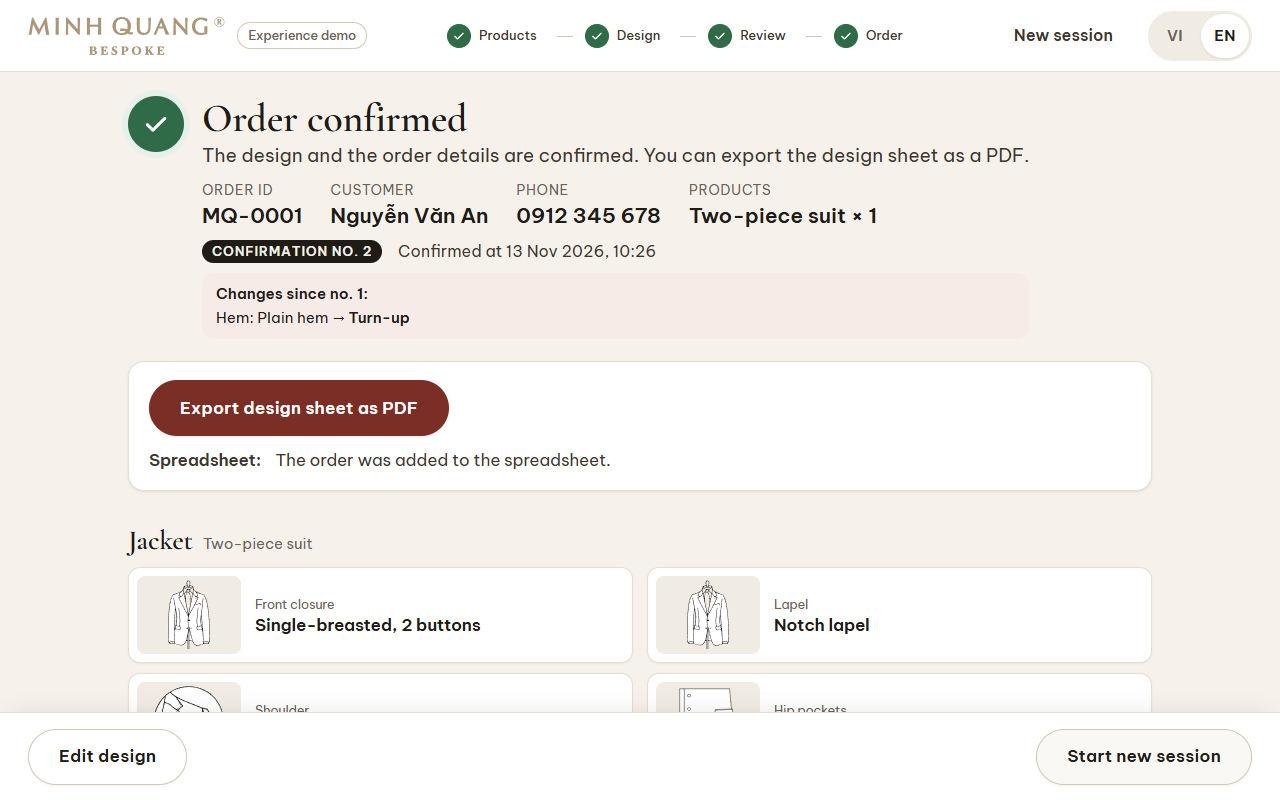 MINH QUANG®
BESPOKE
Experience demo
Products
Design
Review
Order
New session
VI
EN
Order confirmed
The design and the order details are confirmed. You can export the design sheet as a PDF.
ORDER ID
MQ-0001
CUSTOMER
Nguyễn Văn An
PHONE
0912 345 678
PRODUCTS
Two-piece suit × 1
CONFIRMATION NO. 2
Confirmed at 13 Nov 2026, 10:26
Changes since no. 1:
Hem: Plain hem → Turn-up
Export design sheet as PDF
Spreadsheet: The order was added to the spreadsheet.
Jacket Two-piece suit
Front closure
Single-breasted, 2 buttons
Lapel
Notch lapel
Shoulder
Hip pockets
Edit design
Start new session